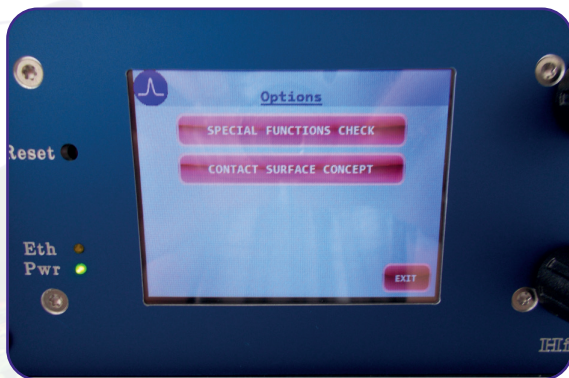 Options
SPECIAL FUNCTIONS CHECK
CONTACT SURFACE CONCEPT
Reset
Eth
Pwr
EXIT